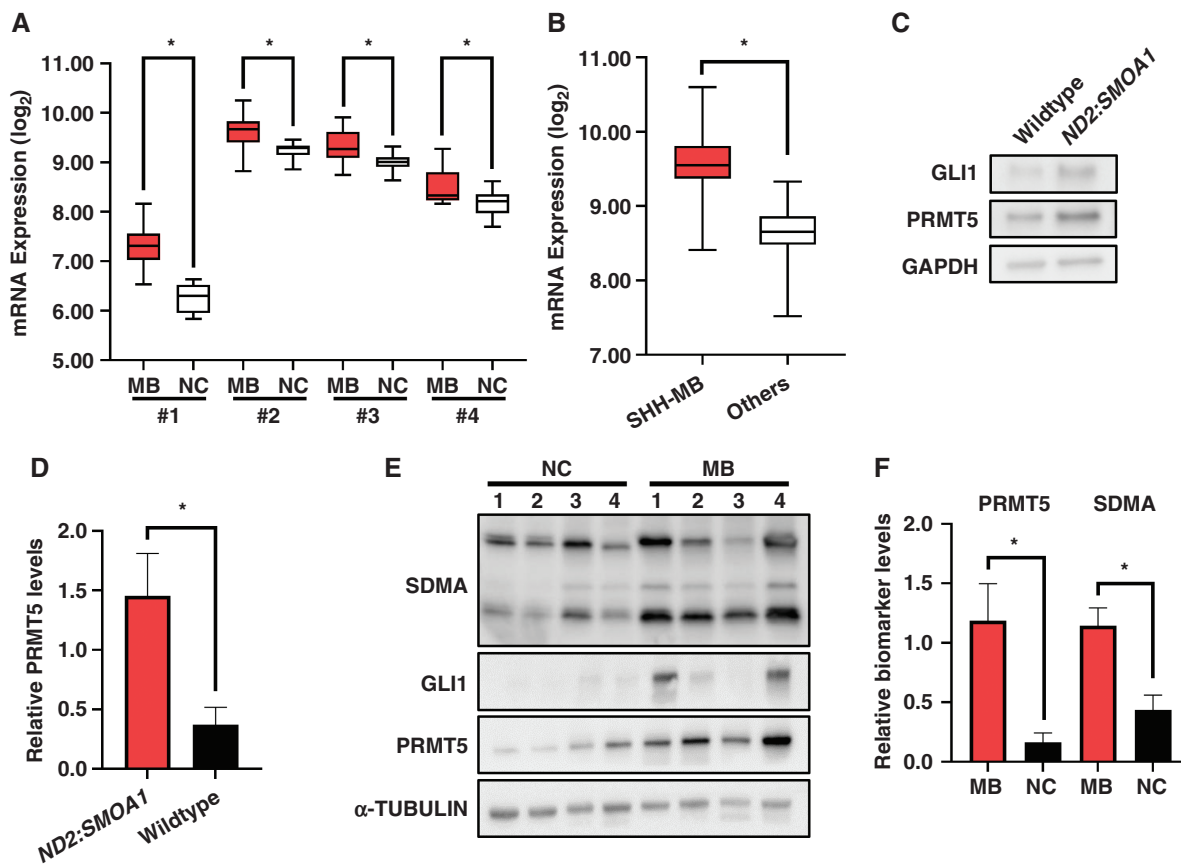 A
mRNA Expression (log2)
11.00
10.00
9.00
8.00
7.00
6.00
5.00
* * * *
MB NC MB NC MB NC MB NC
#1 #2 #3 #4
B
mRNA Expression (log2)
11.00
10.00
9.00
8.00
7.00
*
SHH-MB Others
C
Wildtype ND2:SMOA1
GLI1
PRMT5
GAPDH
D
Relative PRMT5 levels
2.0
1.5
1.0
0.5
0.0
*
ND2:SMOA1 Wildtype
E
NC MB
1 2 3 4 1 2 3 4
SDMA
GLI1
PRMT5
α-TUBULIN
F
PRMT5 SDMA
Relative biomarker levels
2.0
1.5
1.0
0.5
0.0
* *
MB NC MB NC